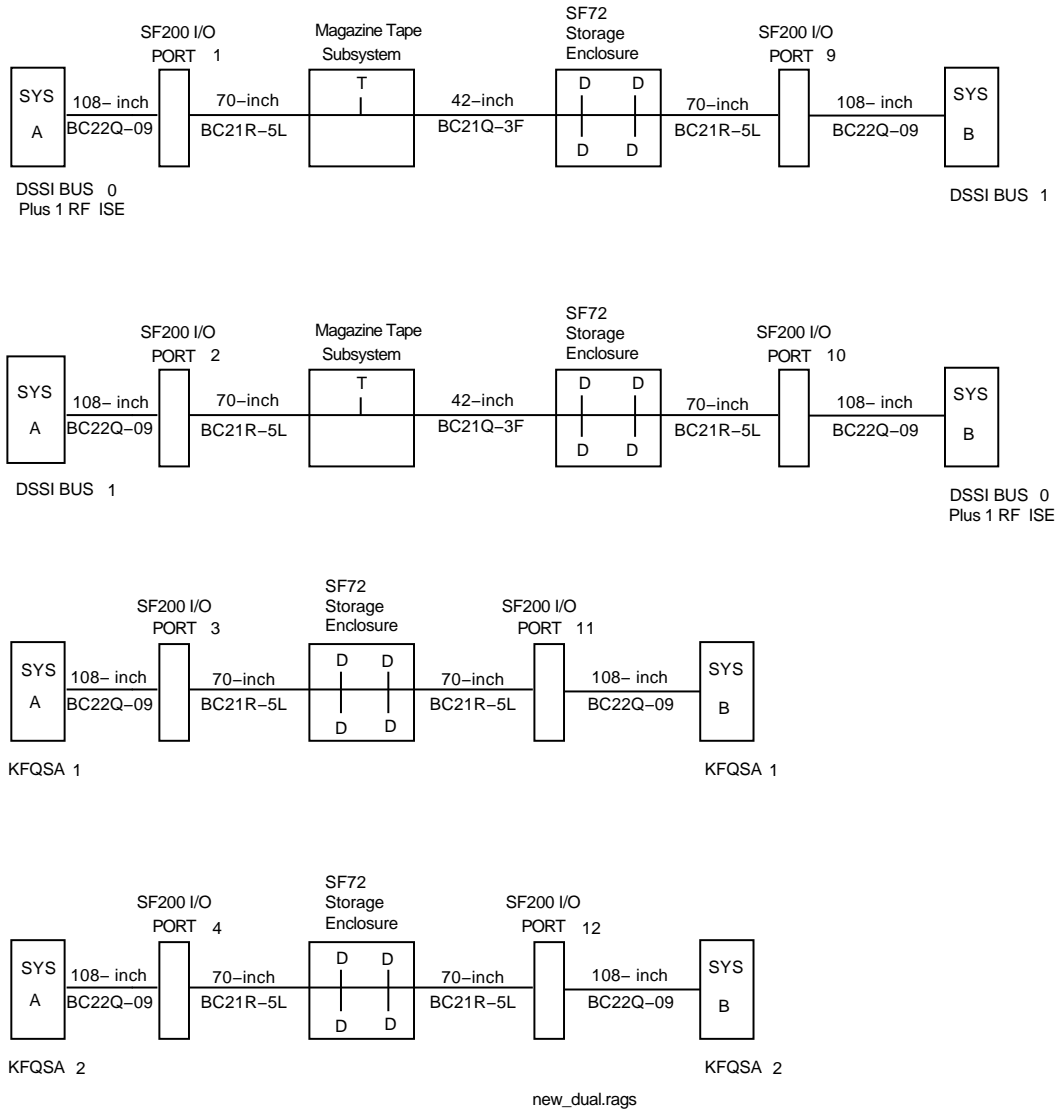 SF200 I/O
PORT 1
Magazine Tape
Subsystem
SF72
Storage
Enclosure
SF200 I/O
PORT 9
SYS
A
108– inch
BC22Q–09
70–inch
BC21R–5L
T
42–inch
BC21Q–3F
D D
D D
70–inch
BC21R–5L
108– inch
BC22Q–09
SYS
B
DSSI BUS 0
Plus 1 RF ISE
DSSI BUS 1
SF200 I/O
PORT 2
Magazine Tape
Subsystem
SF72
Storage
Enclosure
SF200 I/O
PORT 10
SYS
A
108– inch
BC22Q–09
70–inch
BC21R–5L
T
42–inch
BC21Q–3F
D D
D D
70–inch
BC21R–5L
108– inch
BC22Q–09
SYS
B
DSSI BUS 1
DSSI BUS 0
Plus 1 RF ISE
SF200 I/O
PORT 3
SF72
Storage
Enclosure
SF200 I/O
PORT 11
SYS
A
108– inch
BC22Q–09
70–inch
BC21R–5L
D D
D D
70–inch
BC21R–5L
108– inch
BC22Q–09
SYS
B
KFQSA 1
KFQSA 1
SF200 I/O
PORT 4
SF72
Storage
Enclosure
SF200 I/O
PORT 12
SYS
A
108– inch
BC22Q–09
70–inch
BC21R–5L
D D
D D
70–inch
BC21R–5L
108– inch
BC22Q–09
SYS
B
KFQSA 2
KFQSA 2
new_dual.rags